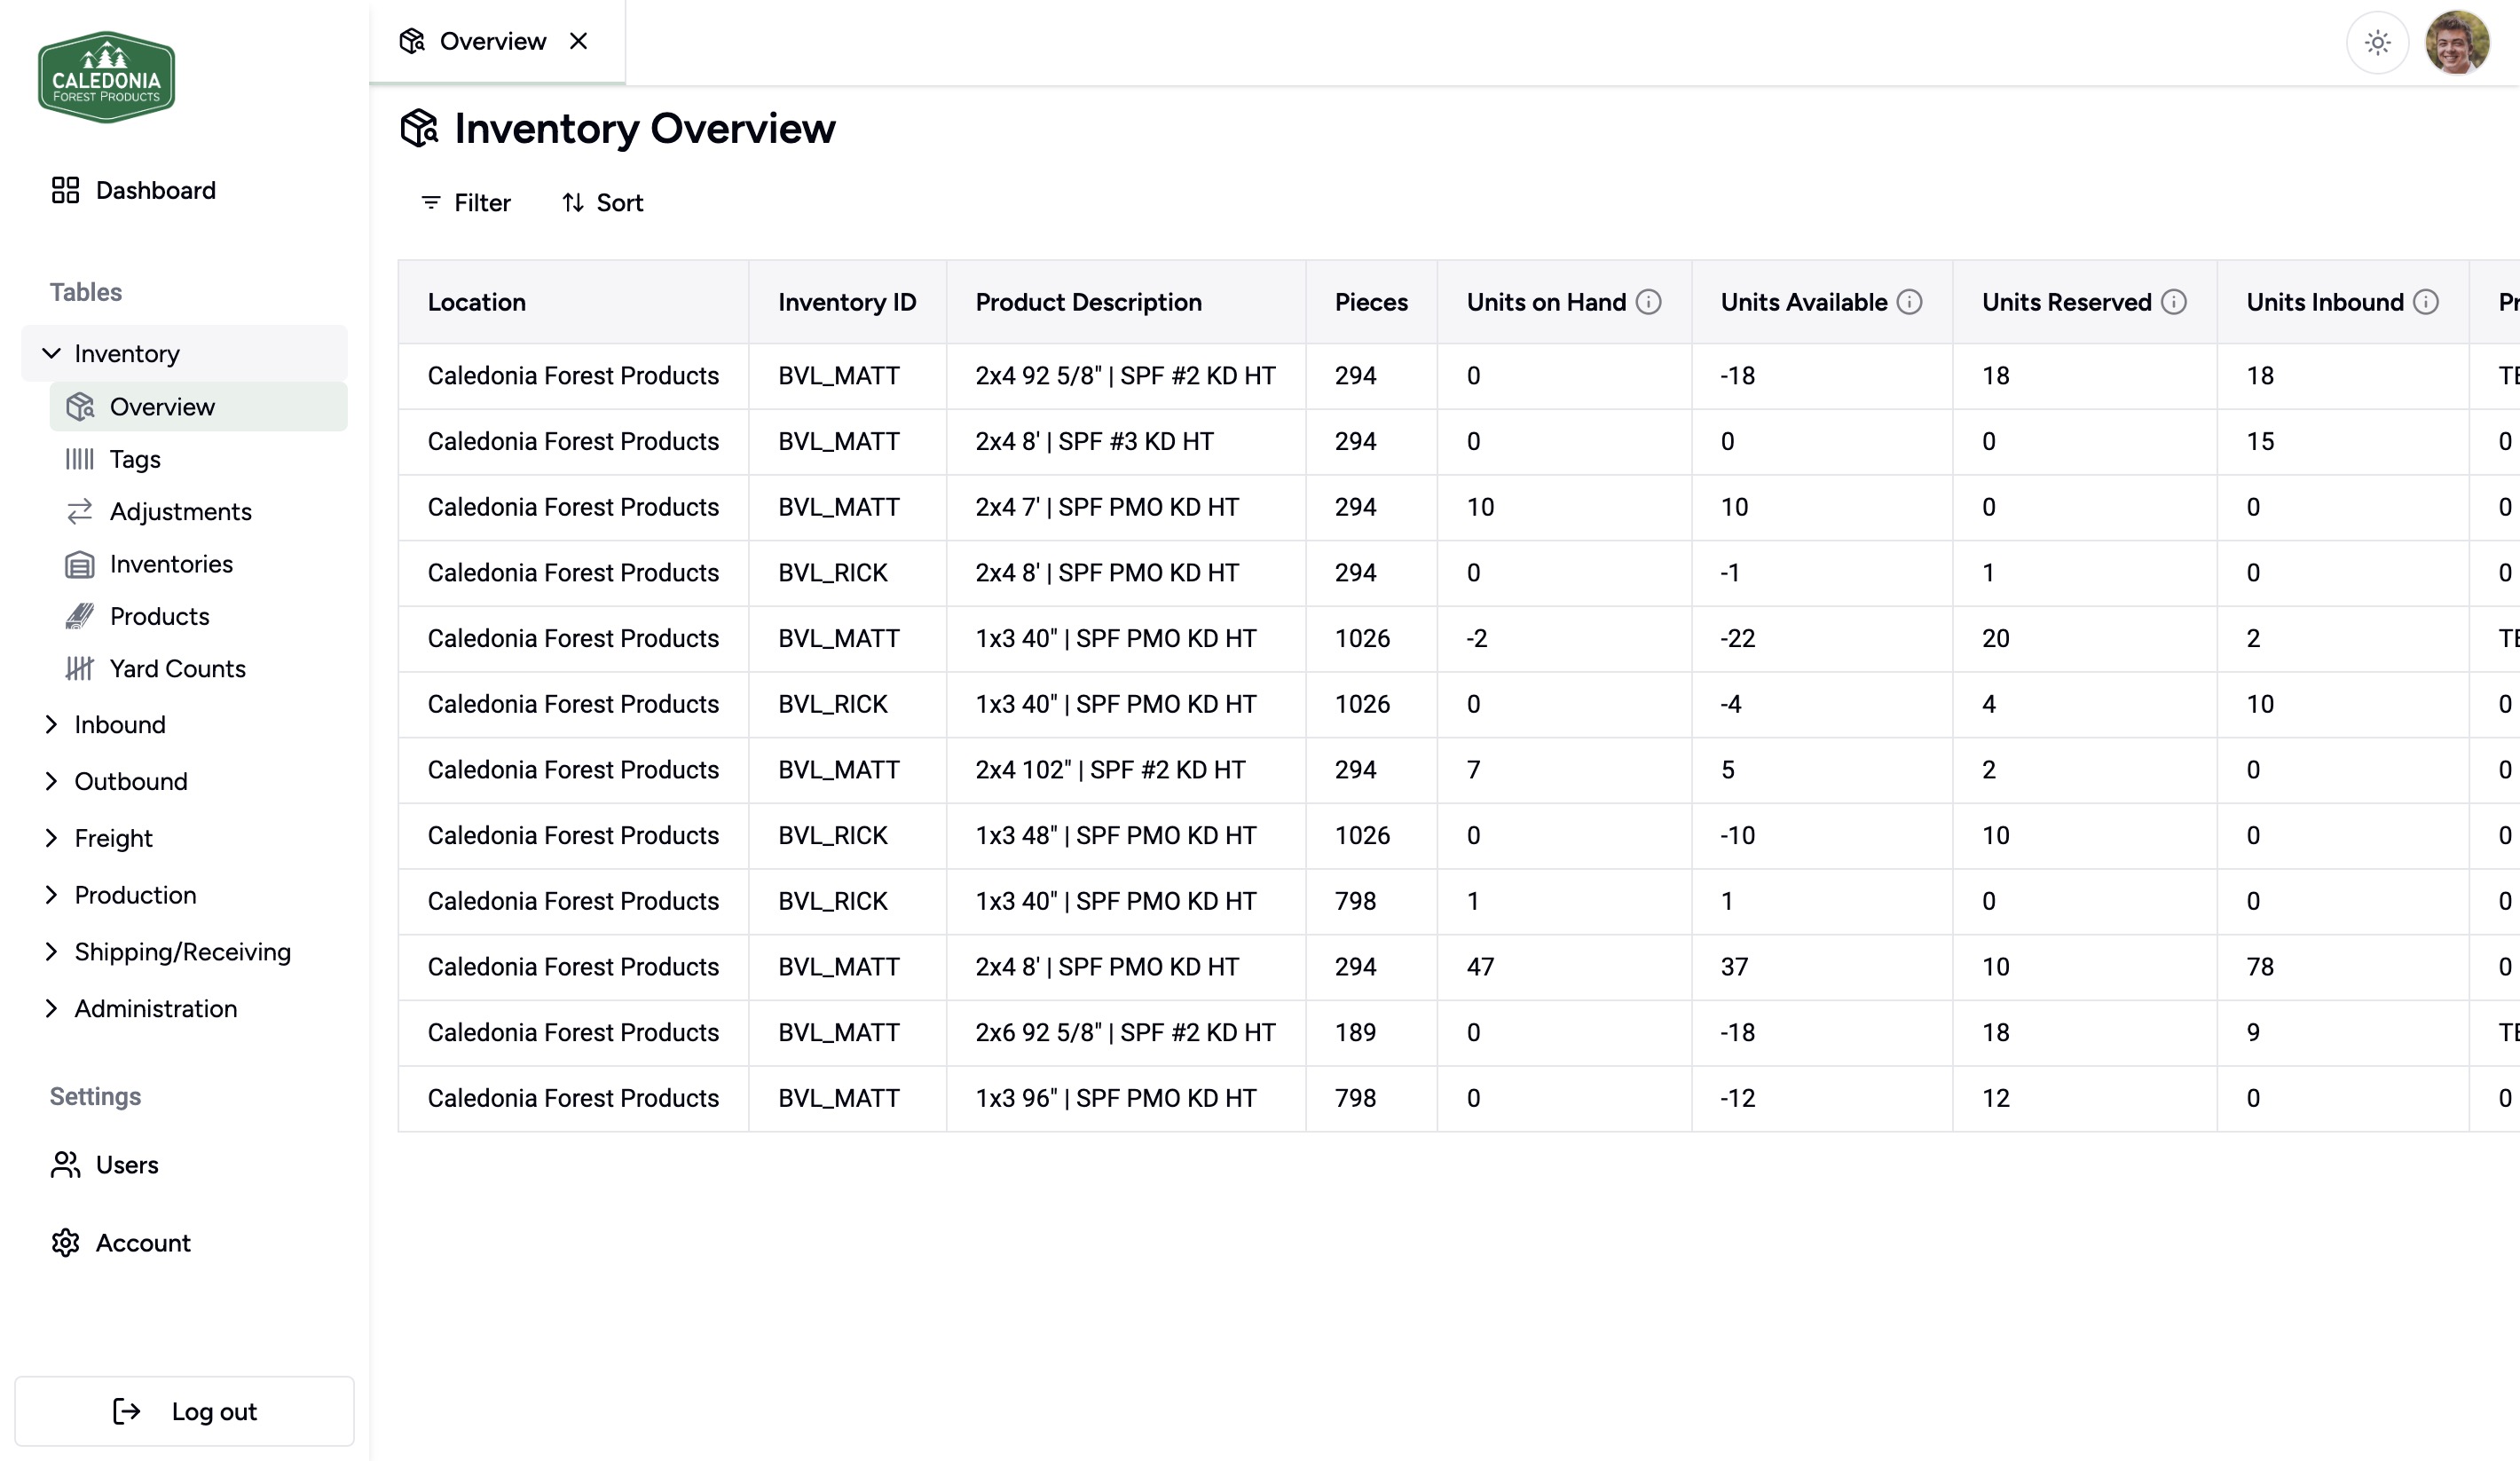 CALEDONIA
FOREST PRODUCTS
Dashboard
Tables
Inventory
Overview
Tags
Adjustments
Inventories
Products
Yard Counts
Inbound
Outbound
Freight
Production
Shipping/Receiving
Administration
Settings
Users
Account
Log out
Overview
Inventory Overview
Filter Sort
Location Inventory ID Product Description Pieces Units on Hand Units Available Units Reserved Units Inbound Pr
Caledonia Forest Products BVL_MATT 2x4 92 5/8" | SPF #2 KD HT 294 0 -18 18 18 TE
Caledonia Forest Products BVL_MATT 2x4 8' | SPF #3 KD HT 294 0 0 0 15 0
Caledonia Forest Products BVL_MATT 2x4 7' | SPF PMO KD HT 294 10 10 0 0 0
Caledonia Forest Products BVL_RICK 2x4 8' | SPF PMO KD HT 294 0 -1 1 0 0
Caledonia Forest Products BVL_MATT 1x3 40" | SPF PMO KD HT 1026 -2 -22 20 2 TE
Caledonia Forest Products BVL_RICK 1x3 40" | SPF PMO KD HT 1026 0 -4 4 10 0
Caledonia Forest Products BVL_MATT 2x4 102" | SPF #2 KD HT 294 7 5 2 0 0
Caledonia Forest Products BVL_RICK 1x3 48" | SPF PMO KD HT 1026 0 -10 10 0 0
Caledonia Forest Products BVL_RICK 1x3 40" | SPF PMO KD HT 798 1 1 0 0 0
Caledonia Forest Products BVL_MATT 2x4 8' | SPF PMO KD HT 294 47 37 10 78 0
Caledonia Forest Products BVL_MATT 2x6 92 5/8" | SPF #2 KD HT 189 0 -18 18 9 TE
Caledonia Forest Products BVL_MATT 1x3 96" | SPF PMO KD HT 798 0 -12 12 0 0